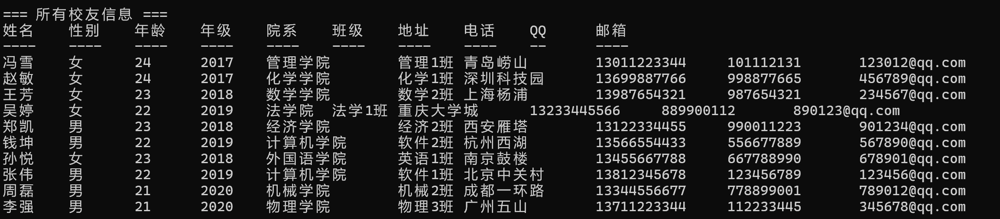 === 所有校友信息 ===
姓名 性别 年龄 年级 院系 班级 地址 电话 QQ 邮箱
---- ---- ---- ---- ---- ---- ---- ---- -- ----
冯雪 女 24 2017 管理学院 管理1班 青岛崂山 13011223344 101112131 123012@qq.com
赵敏 女 24 2017 化学学院 化学1班 深圳科技园 13699887766 998877665 456789@qq.com
王芳 女 23 2018 数学学院 数学2班 上海杨浦 13987654321 987654321 234567@qq.com
吴婷 女 22 2019 法学院 法学1班 重庆大学城 13233445566 889900112 890123@qq.com
郑凯 男 23 2018 经济学院 经济2班 西安雁塔 13122334455 990011223 901234@qq.com
钱坤 男 22 2019 计算机学院 软件2班 杭州西湖 13566554433 556677889 567890@qq.com
孙悦 女 23 2018 外国语学院 英语1班 南京鼓楼 13455667788 667788990 678901@qq.com
张伟 男 22 2019 计算机学院 软件1班 北京中关村 13812345678 123456789 123456@qq.com
周磊 男 21 2020 机械学院 机械2班 成都一环路 13344556677 778899001 789012@qq.com
李强 男 21 2020 物理学院 物理3班 广州五山 13711223344 112233445 345678@qq.com